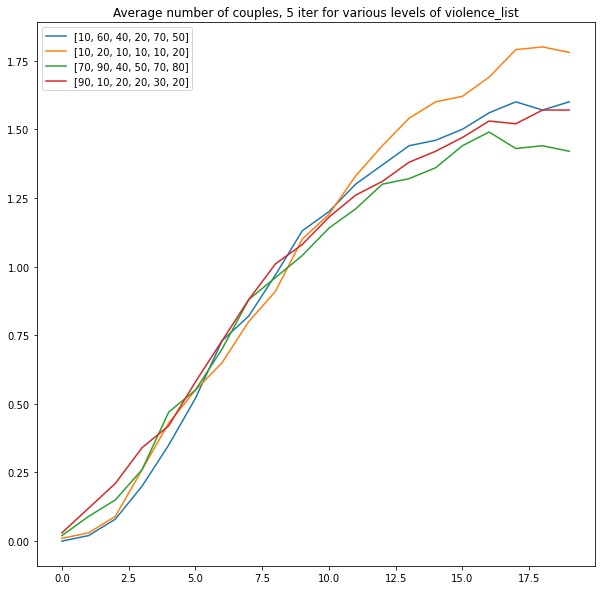 Average number of couples, 5 iter for various levels of violence_list
[10, 60, 40, 20, 70, 50]
[10, 20, 10, 10, 10, 20]
[70, 90, 40, 50, 70, 80]
[90, 10, 20, 20, 30, 20]
1.75
1.50
1.25
1.00
0.75
0.50
0.25
0.00
0.0 2.5 5.0 7.5 10.0 12.5 15.0 17.5